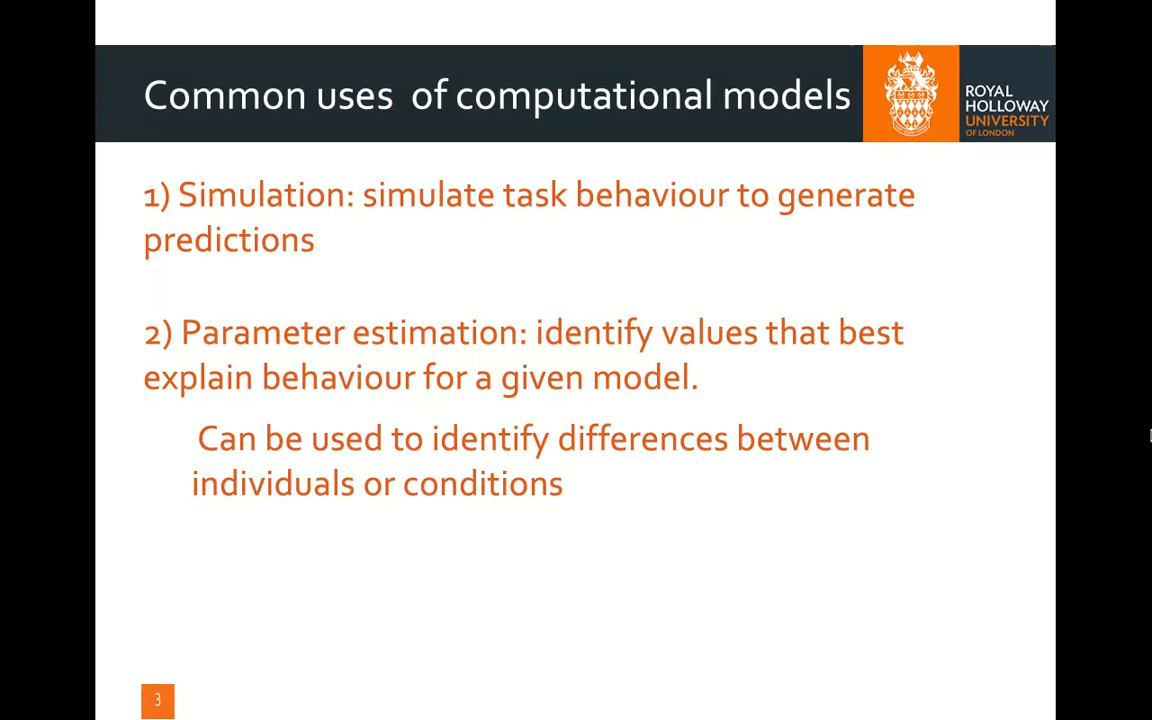 Common uses  of computational models
ROYAL
HOLLOWAY
UNIVERSITY
OF LONDON
1) Simulation: simulate task behaviour to generate
predictions
2) Parameter estimation: identify values that best
explain behaviour for a given model.
Can be used to identify differences between
individuals or conditions
3